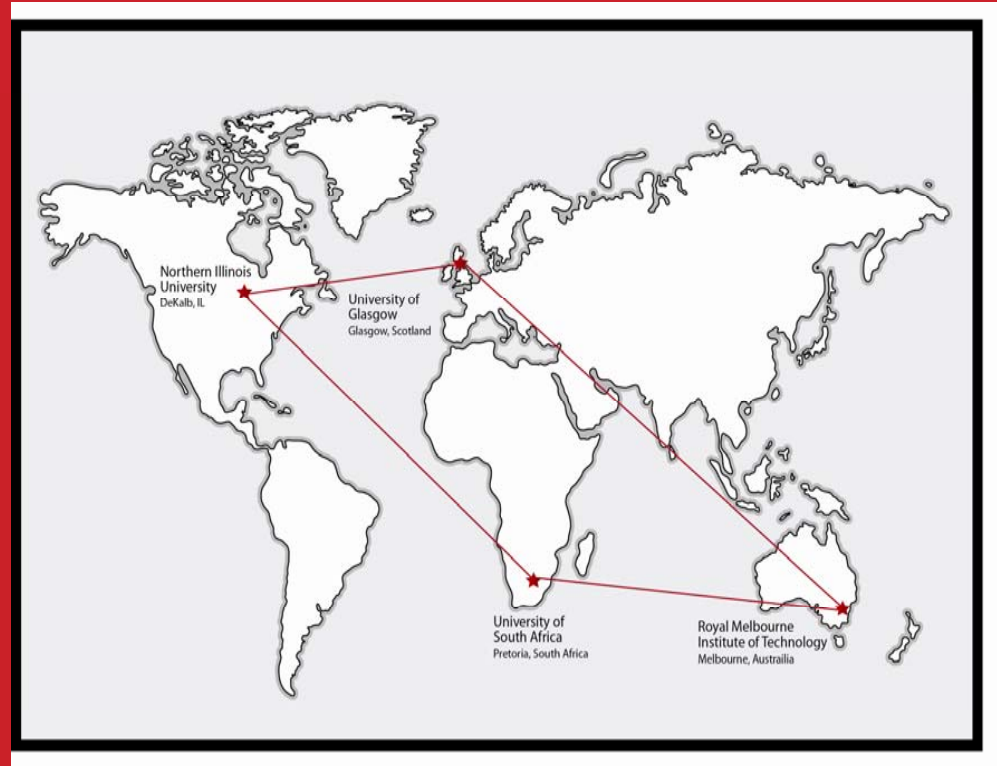 Northern Illinois
University
DeKalb, IL
University of
Glasgow
Glasgow, Scotland
University of
South Africa
Pretoria, South Africa
Royal Melbourne
Institute of Technology
Melbourne, Austrailia